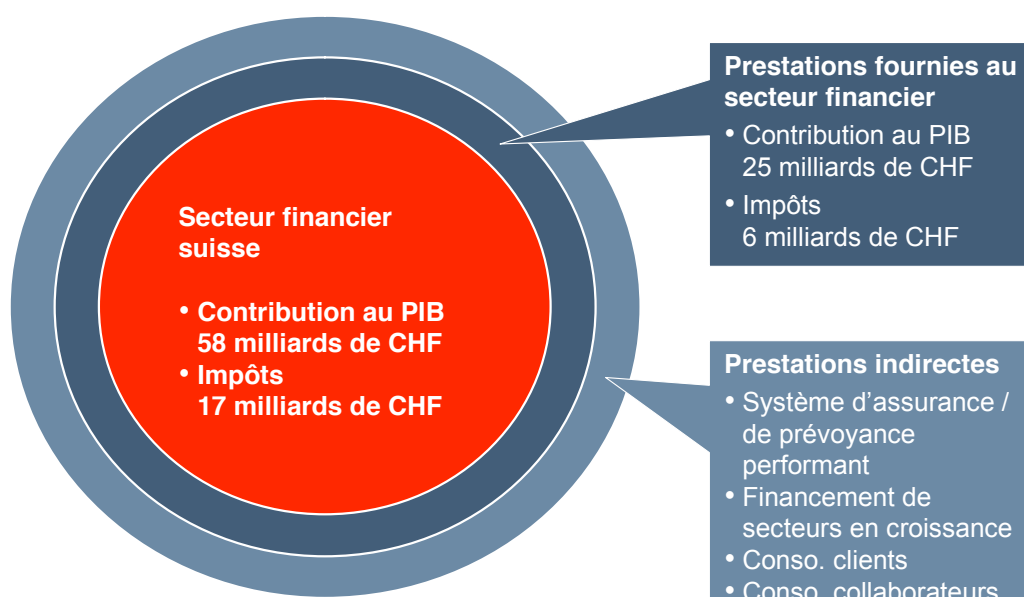 Secteur financier
suisse
• Contribution au PIB
58 milliards de CHF
• Impôts
17 milliards de CHF
Prestations fournies au
secteur financier
• Contribution au PIB
25 milliards de CHF
• Impôts
6 milliards de CHF
Prestations indirectes
• Système d'assurance /
de prévoyance
performant
• Financement de
secteurs en croissance
• Conso. clients
• Conso. collaborateurs